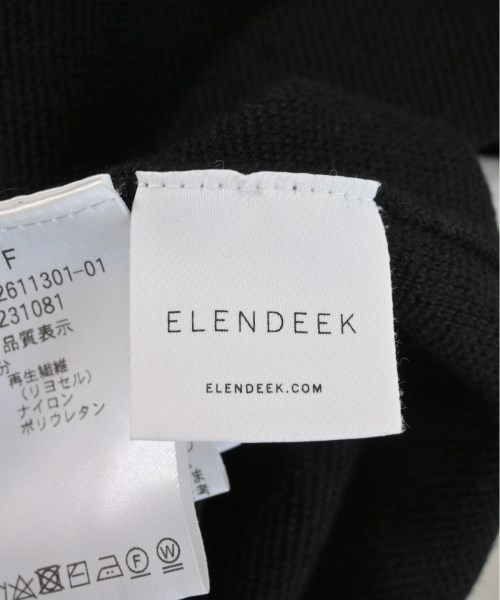 F
2611301-01
231081
品質表示
分
再生繊維
(リヨセル)
ナイロン
ポリウレタン
ELENDEEK
ELENDEEK.COM
F
W